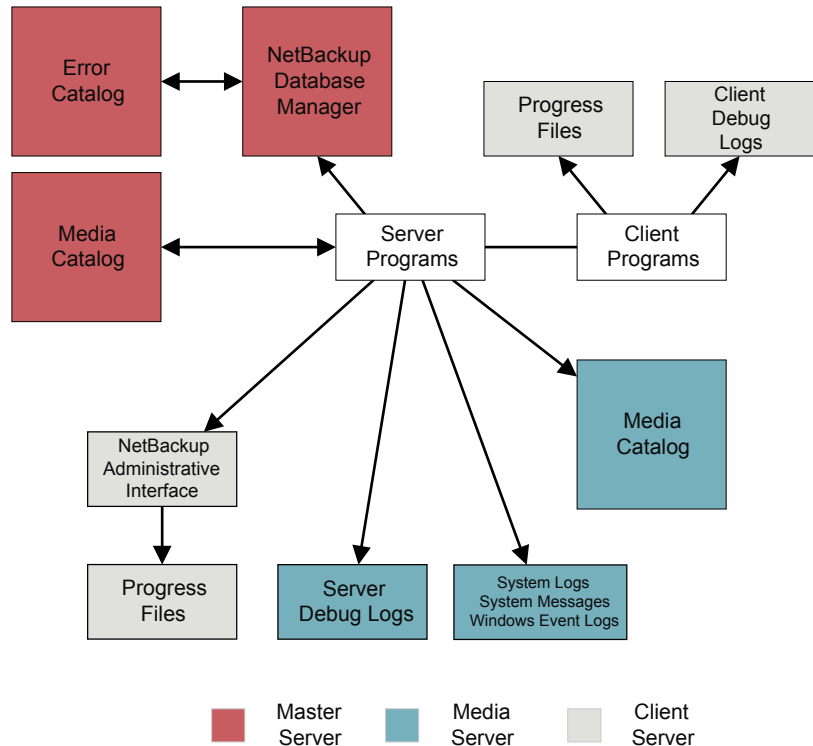 Error
Catalog
NetBackup
Database
Manager
Progress
Files
Client
Debug
Logs
Media
Catalog
Server
Programs
Client
Programs
Media
Catalog
NetBackup
Administrative
Interface
Progress
Files
Server
Debug Logs
System Logs
System Messages
Windows Event Logs
Master
Server
Media
Server
Client
Server